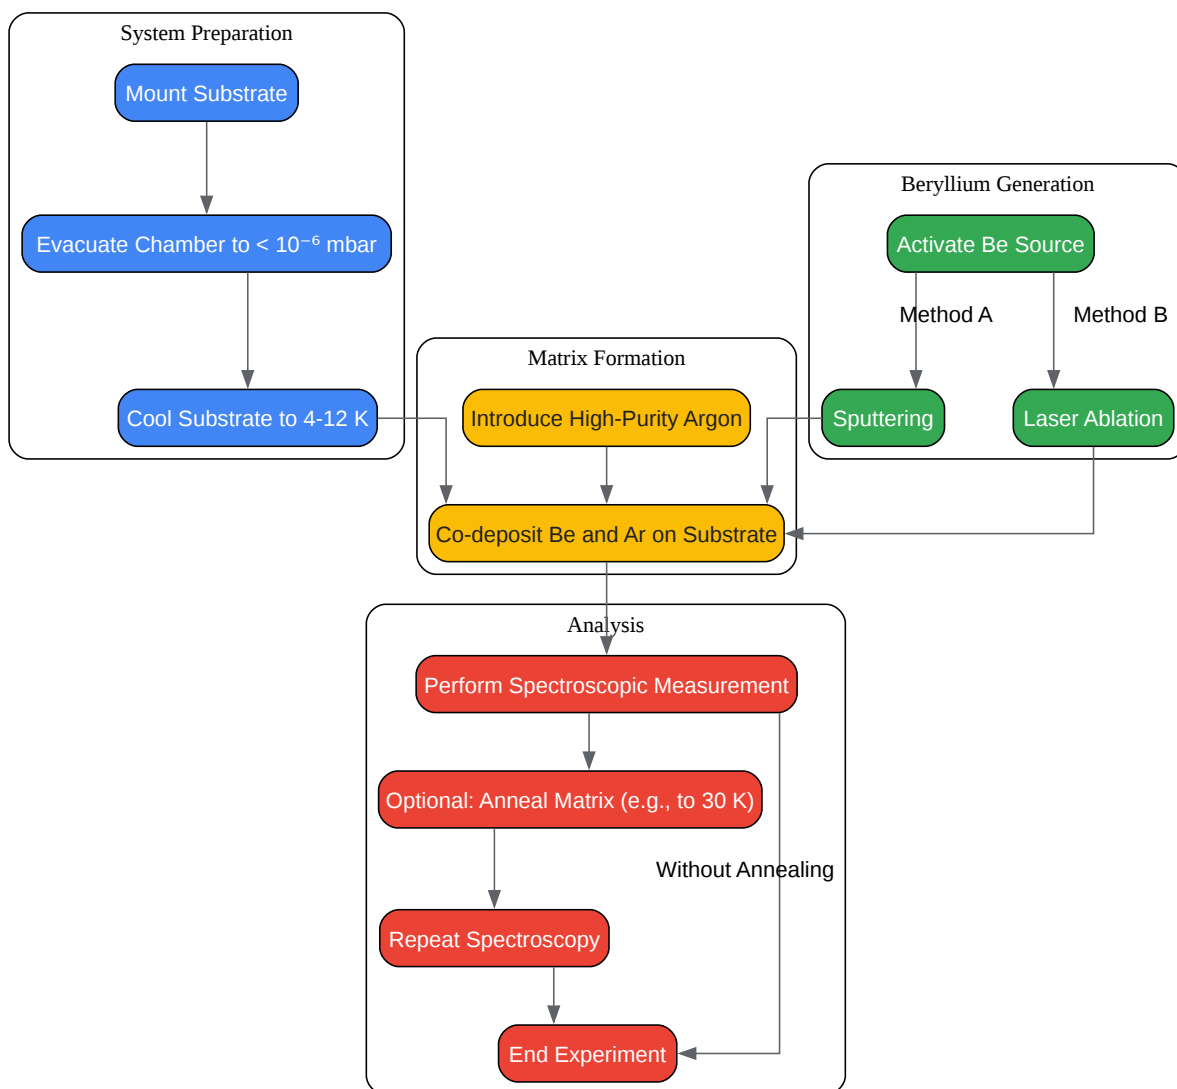 System Preparation
Mount Substrate
Evacuate Chamber to < 10⁻⁶ mbar
Cool Substrate to 4-12 K
Beryllium Generation
Activate Be Source
Method A
Method B
Sputtering
Laser Ablation
Matrix Formation
Introduce High-Purity Argon
Co-deposit Be and Ar on Substrate
Analysis
Perform Spectroscopic Measurement
Optional: Anneal Matrix (e.g., to 30 K)
Without Annealing
Repeat Spectroscopy
End Experiment